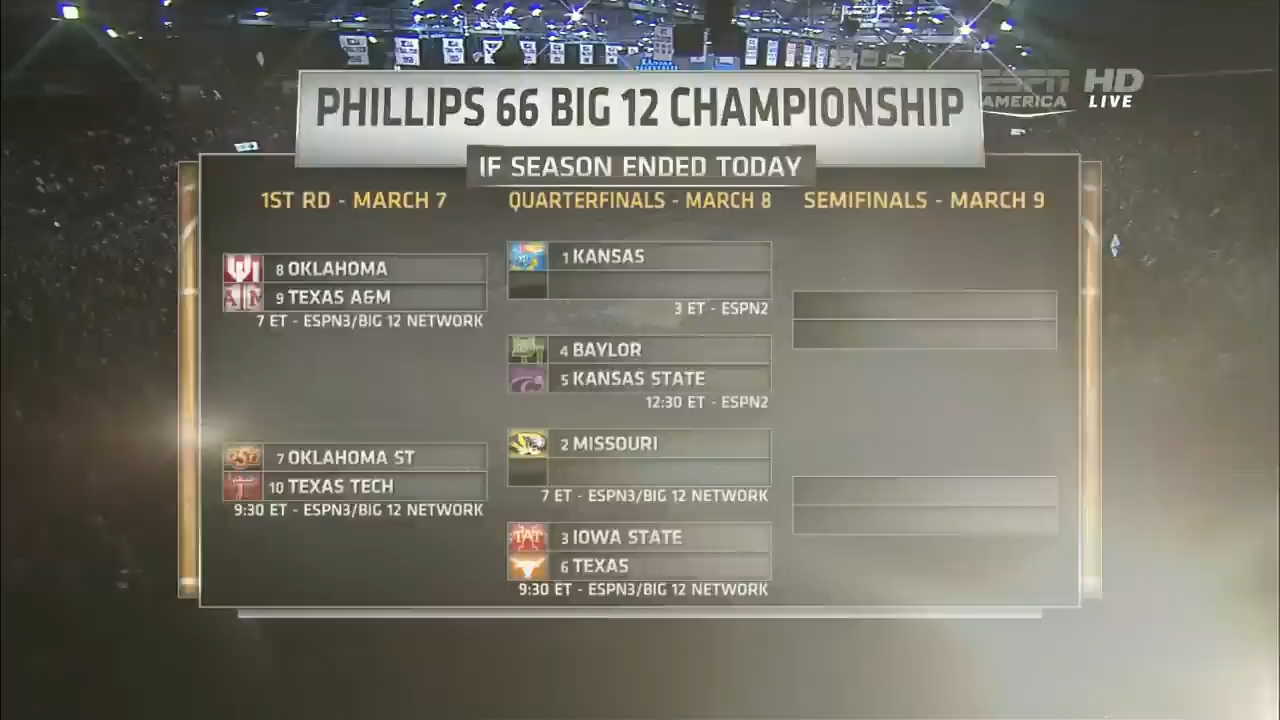 ESPN HD
AMERICA LIVE
PHILLIPS 66 BIG 12 CHAMPIONSHIP
IF SEASON ENDED TODAY
1ST RD - MARCH 7
8 OKLAHOMA
9 TEXAS A&M
7 ET - ESPN3/BIG 12 NETWORK
7 OKLAHOMA ST
10 TEXAS TECH
9:30 ET - ESPN3/BIG 12 NETWORK
QUARTERFINALS - MARCH 8
1 KANSAS
3 ET - ESPN2
4 BAYLOR
5 KANSAS STATE
12:30 ET - ESPN2
2 MISSOURI
7 ET - ESPN3/BIG 12 NETWORK
3 IOWA STATE
6 TEXAS
9:30 ET - ESPN3/BIG 12 NETWORK
SEMIFINALS - MARCH 9